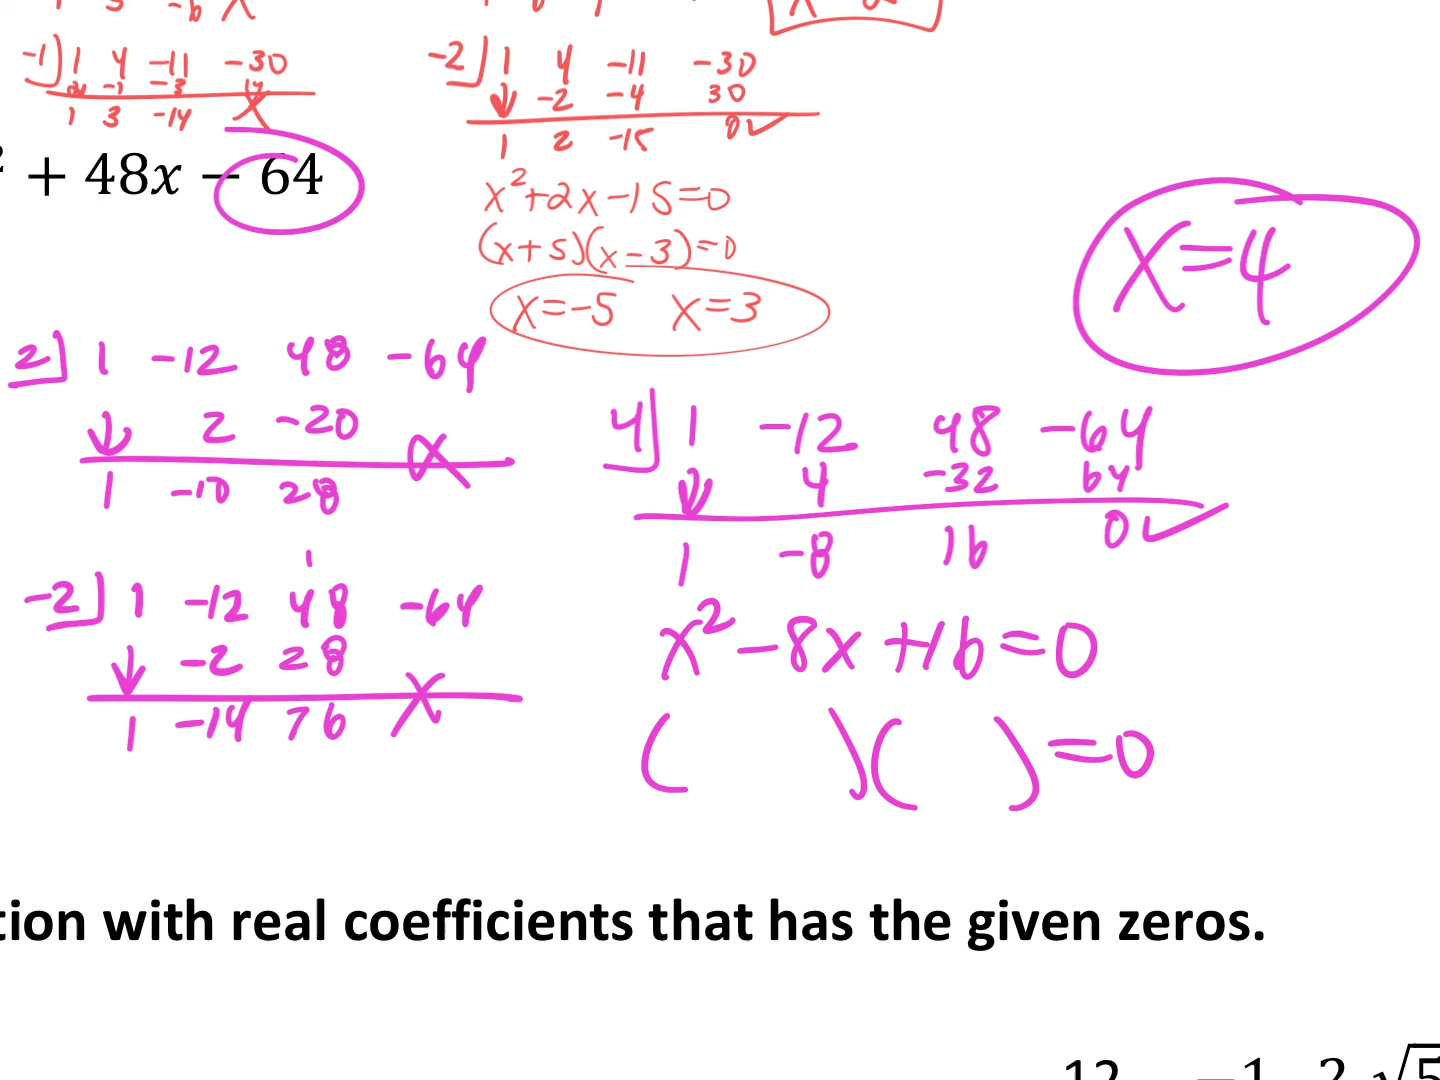 -1 1 4 -11 -30
-1 -3
1 3 -14
+ 48x − 64
-2 1 4 -11 -30
-2 -4 30
1 2 -15 0
x²+2x-15=0
(x+5)(x-3)=0
x=-5 x=3
x=4
2 1 -12 48 -64
2 -20
1 -10 28
-2 1 -12 48 -64
-2 28
1 -14 76
4 1 -12 48 -64
4 -32 64
1 -8 16 0
x²-8x+16=0
( )( )=0
tion with real coefficients that has the given zeros.